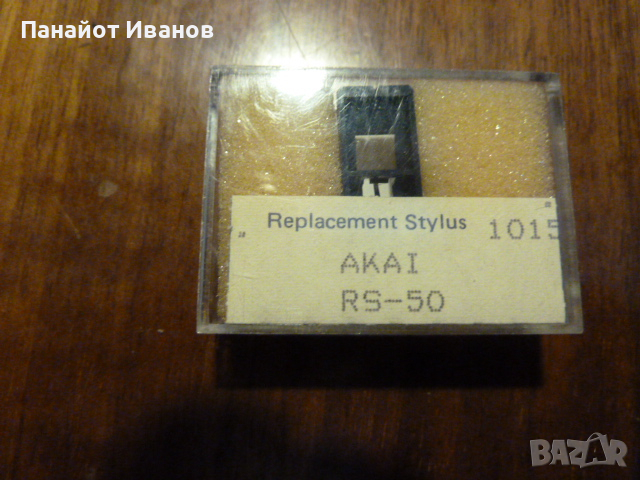 Панайот Иванов
Replacement Stylus 1015
AKAI
RS-50
BAZAR